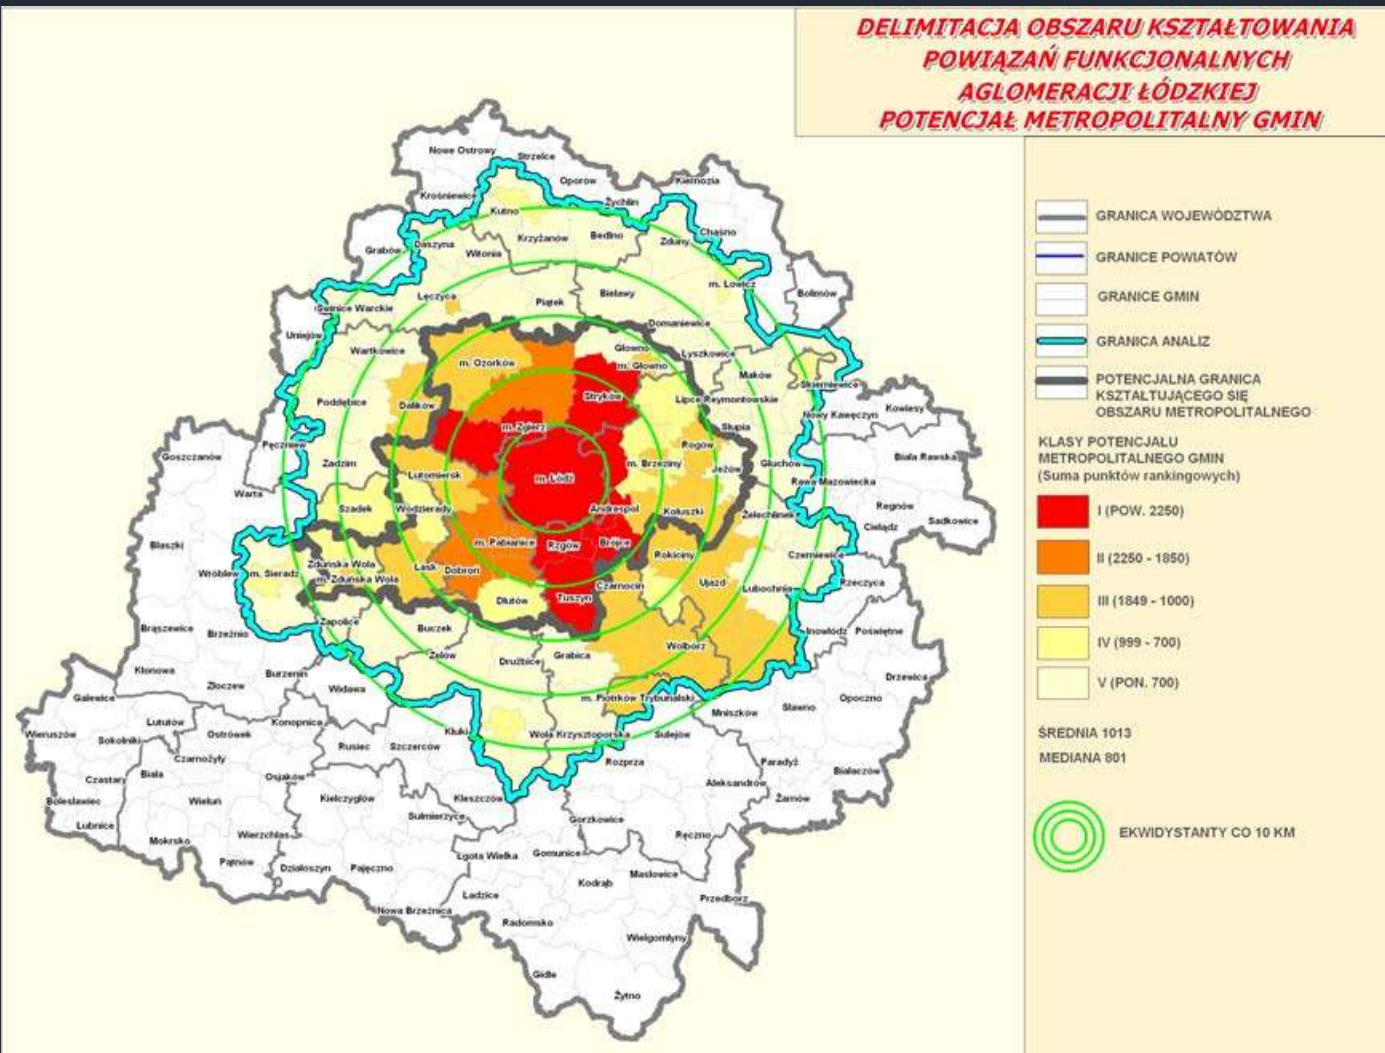 DELIMITACJA OBSZARU KSZTAŁTOWANIA
POWIĄZAŃ FUNKCJONALNYCH
AGLOMERACJI ŁÓDZKIEJ
POTENCJAŁ METROPOLITALNY GMIN
Nowe Ostrowy
Strzelce
Oporów
Kiernozia
Krośniewice
Żychlin
Kutno
Chąśno
Grabów
Daszyna
Krzyżanów
Bedlno
Zduny
Witonia
m. Łowicz
Bolimów
Łęczyca
Piątek
Bielawy
Świnice Warckie
Uniejów
Domaniewice
Wartkowice
Głowno
Łyszkowice
m. Ozorków
m. Głowno
Maków
Skierniewice
Poddębice
Dalików
Stryków
Lipce Reymontowskie
Nowy Kawęczyn
Kowiesy
m. Zgierz
Słupia
Pęczniew
Rogów
Goszczanów
Zadzim
Lutomiersk
m. Łódź
m. Brzeziny
Jeżów
Głuchów
Biała Rawska
Rawa Mazowiecka
Warta
Szadek
Wodzierady
Andrespol
Koluszki
Żelechlinek
Regnów
Cielądz
Sadkowice
Błaszki
m. Pabianice
Rzgów
Brójce
Rokiciny
Czerniewice
Wróblew
m. Sieradz
Zduńska Wola
m. Zduńska Wola
Łask
Dobroń
Czarnocin
Ujazd
Lubochnia
Rzeczyca
Dłutów
Tuszyn
Brąszewice
Brzeźnio
Zapolice
Buczek
Inowłódz
Poświętne
Zelów
Drużbice
Grabica
Wolborz
Klonowa
Złoczew
Burzenin
Widawa
Drzewica
Galewice
m. Piotrków Trybunalski
Opoczno
Mniszków
Sławno
Lututów
Ostrówek
Konopnica
Wieruszów
Sokolniki
Kluki
Wola Krzysztoporska
Sulejów
Rusiec
Szczerców
Czarnożyły
Rozprza
Paradyż
Białaczów
Czastary
Biała
Osjaków
Aleksandrów
Żarnów
Bolesławiec
Wieluń
Kiełczygłów
Kleszczów
Łubnice
Sulmierzyce
Gorzkowice
Ręczno
Mokrsko
Wierzchlas
Pątnów
Działoszyn
Pajęczno
Lgota Wielka
Gomunice
Kodrąb
Masłowice
Ładzice
Przedborz
Nowa Brzeźnica
Radomsko
Wielgomłyny
Gidle
Żytno
GRANICA WOJEWÓDZTWA
GRANICE POWIATÓW
GRANICE GMIN
GRANICA ANALIZ
POTENCJALNA GRANICA
KSZTAŁTUJĄCEGO SIĘ
OBSZARU METROPOLITALNEGO
KLASY POTENCJAŁU
METROPOLITALNEGO GMIN
(Suma punktów rankingowych)
I (POW. 2250)
II (2250 - 1850)
III (1849 - 1000)
IV (999 - 700)
V (PON. 700)
ŚREDNIA 1013
MEDIANA 801
EKWIDYSTANTY CO 10 KM